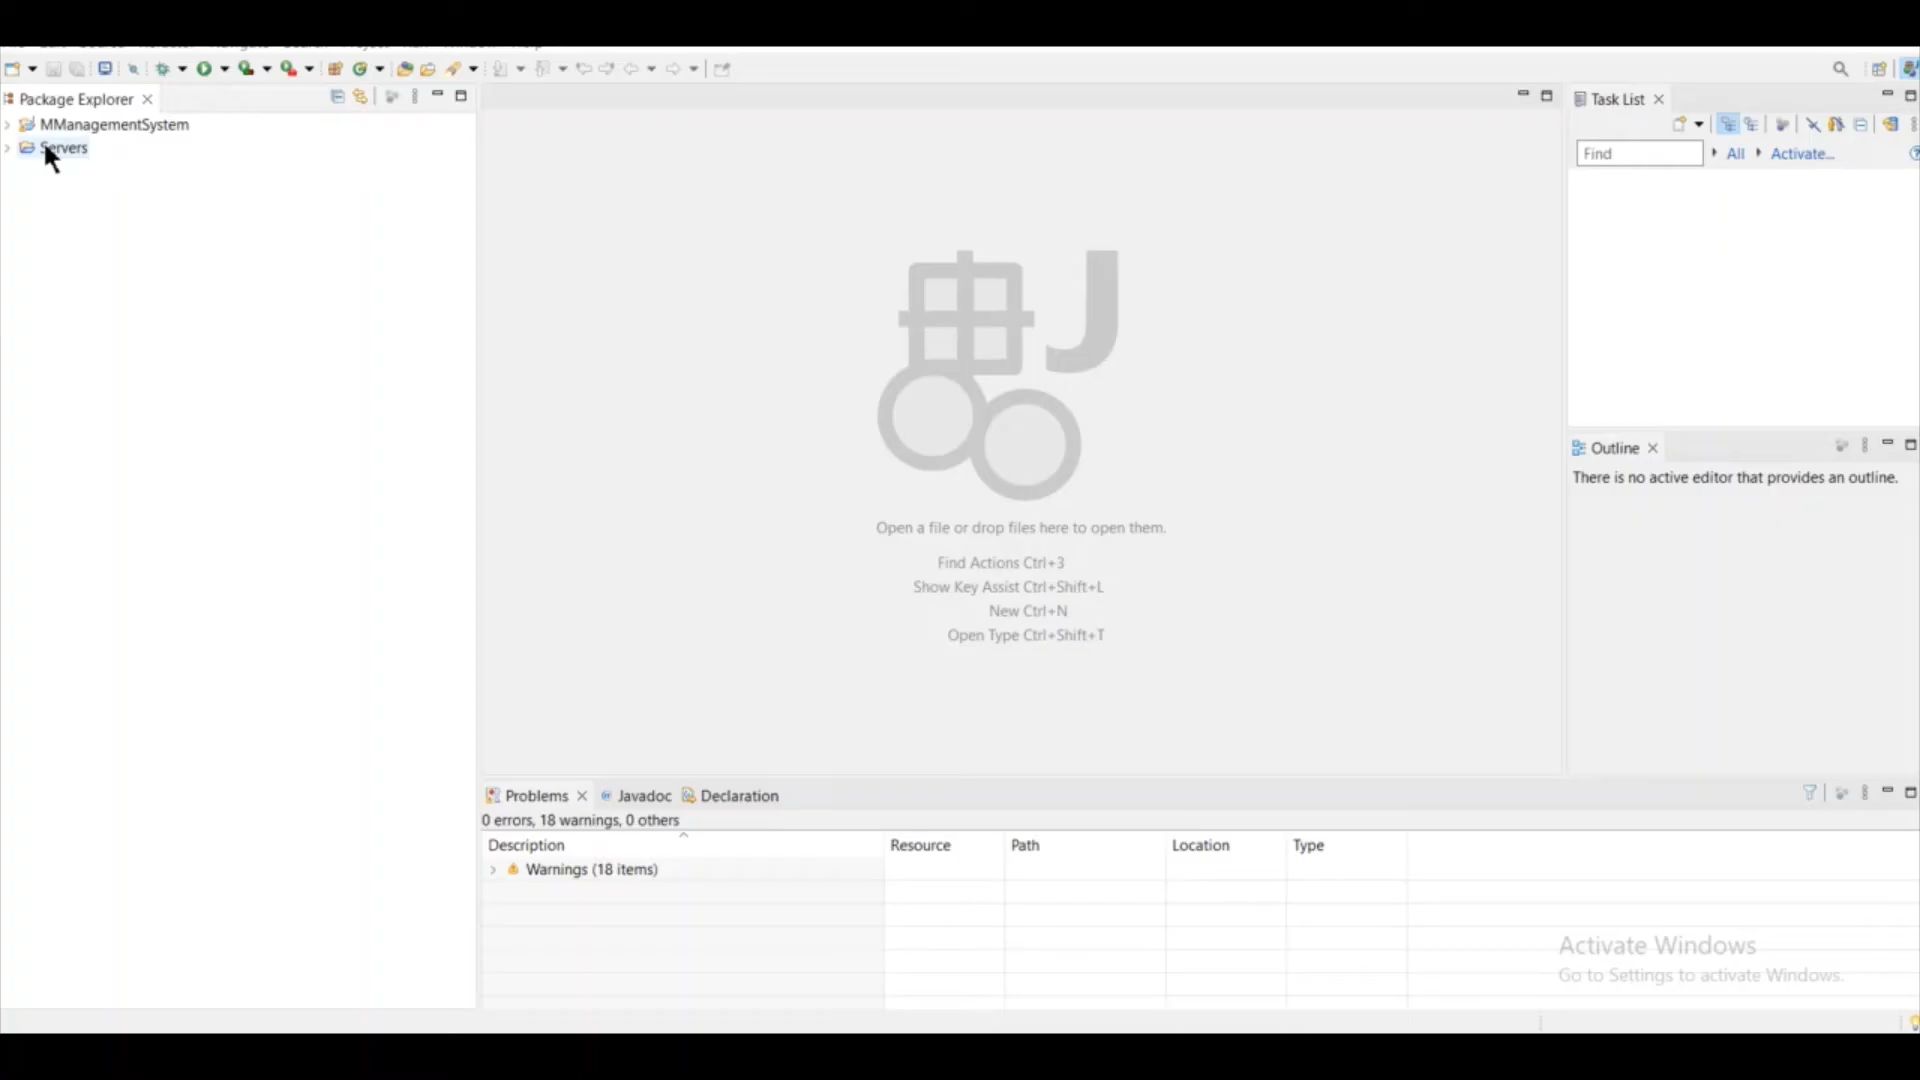 Package Explorer
MManagementSystem
Servers
Task List
Find
All
Activate...
Outline
There is no active editor that provides an outline.
J
Open a file or drop files here to open them.
Find Actions Ctrl+3
Show Key Assist Ctrl+Shift+L
New Ctrl+N
Open Type Ctrl+Shift+T
Problems Javadoc Declaration
0 errors, 18 warnings, 0 others
Description Resource Path Location Type
Warnings (18 items)
Activate Windows
Go to Settings to activate Windows.